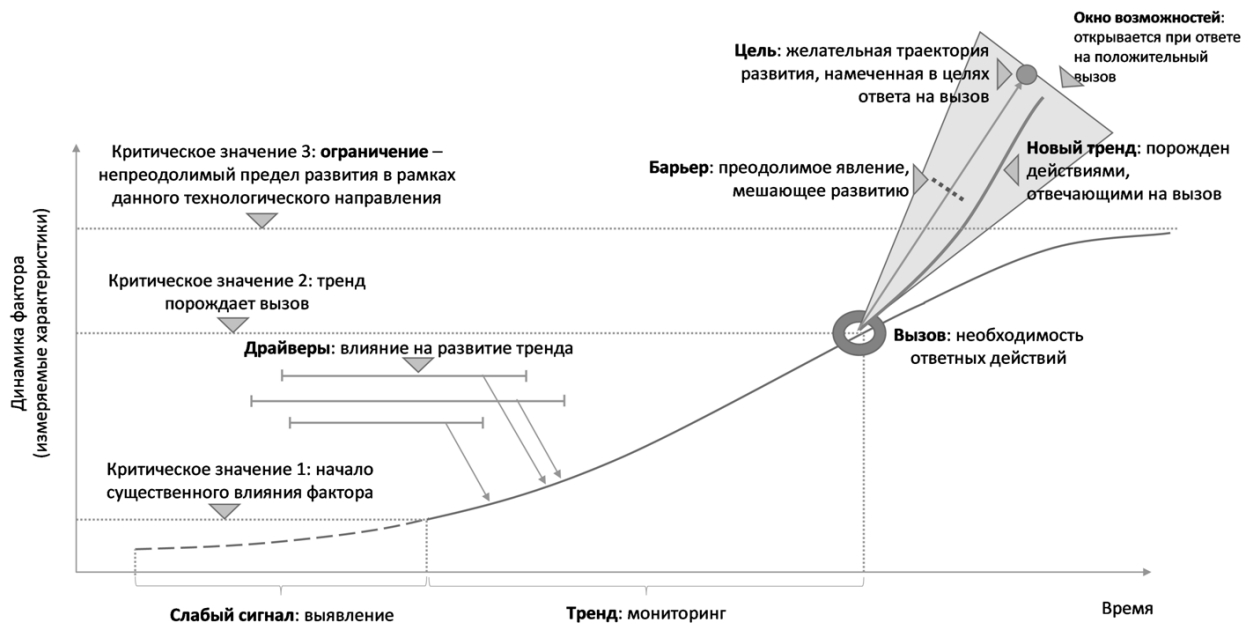 Окно возможностей:
открывается при ответе
на положительный
вызов
Цель: желательная траектория
развития, намеченная в целях
ответа на вызов
Критическое значение 3: ограничение –
непреодолимый предел развития в рамках
данного технологического направления
Барьер: преодолимое явление,
мешающее развитию
Новый тренд: порожден
действиями,
отвечающими на вызов
Критическое значение 2: тренд
порождает вызов
Драйверы: влияние на развитие тренда
Вызов: необходимость
ответных действий
Динамика фактора
(измеряемые характеристики)
Критическое значение 1: начало
существенного влияния фактора
Слабый сигнал: выявление
Тренд: мониторинг
Время